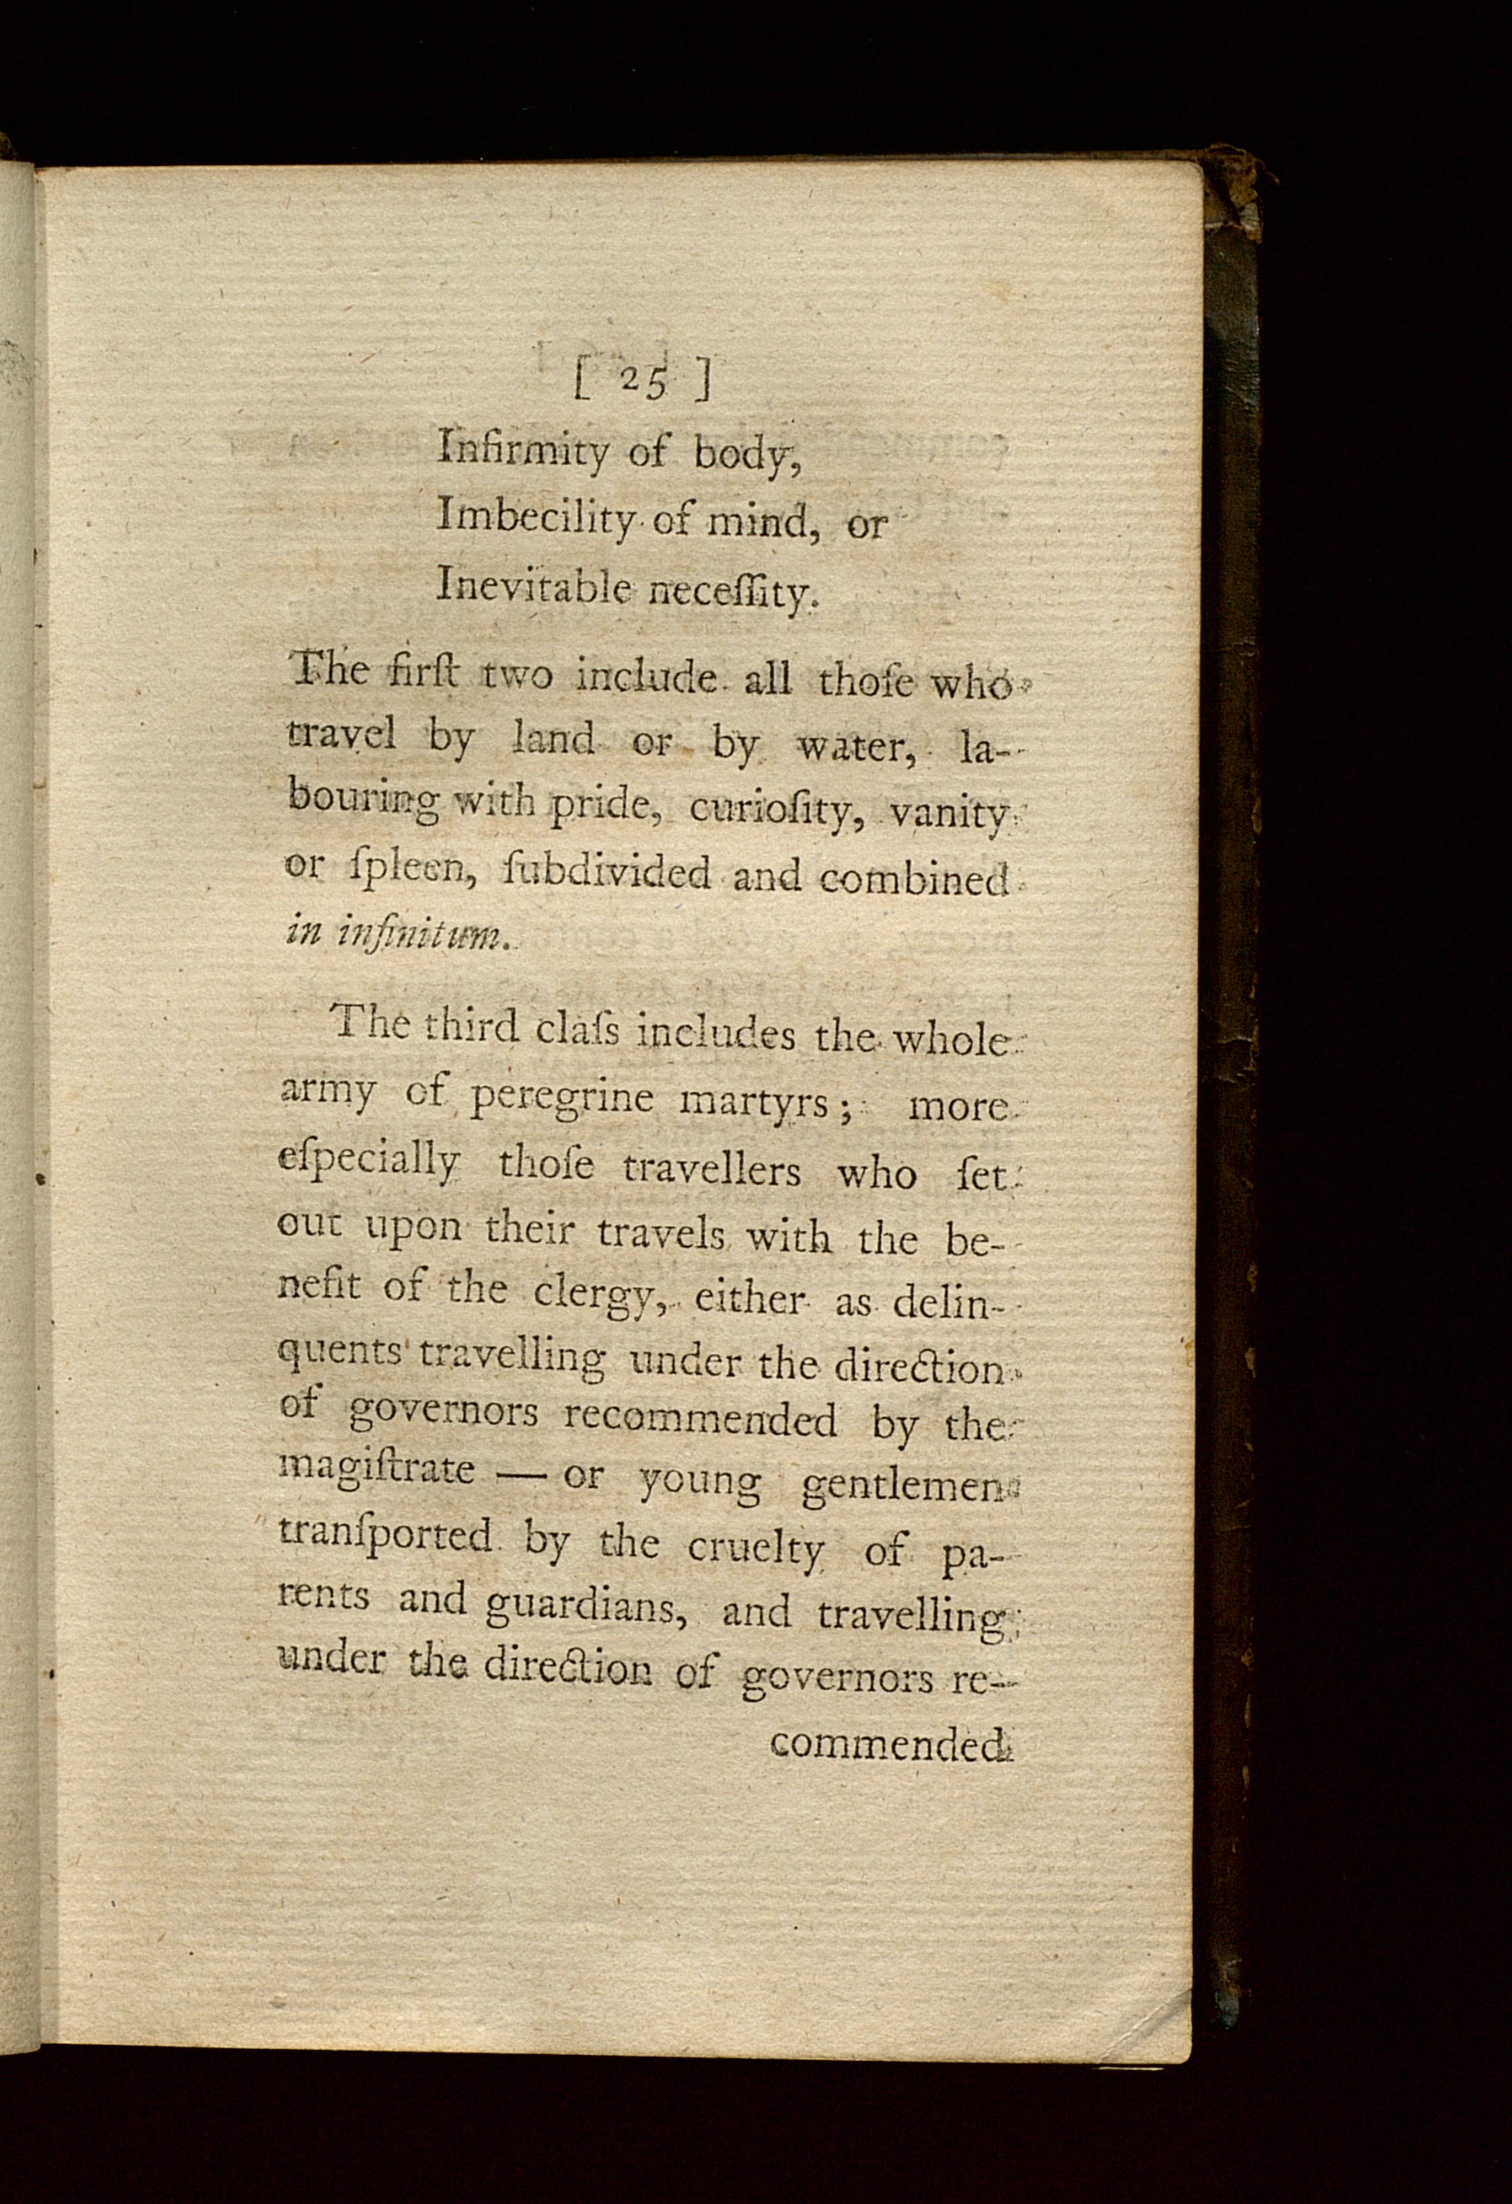 [ 25 ]
Infirmity of body,
Imbecility of mind, or
Inevitable neceſſity.
The firſt two include all thoſe who
travel by land or by water, la-
bouring with pride, curioſity, vanity
or ſpleen, ſubdivided and combined
in infinitum.
The third claſs includes the whole
army of peregrine martyrs; more
eſpecially thoſe travellers who ſet
out upon their travels with the be-
nefit of the clergy, either as delin-
quents travelling under the direction
of governors recommended by the
magiſtrate — or young gentlemen
tranſported by the cruelty of pa-
rents and guardians, and travelling
under the direction of governors re-
commended